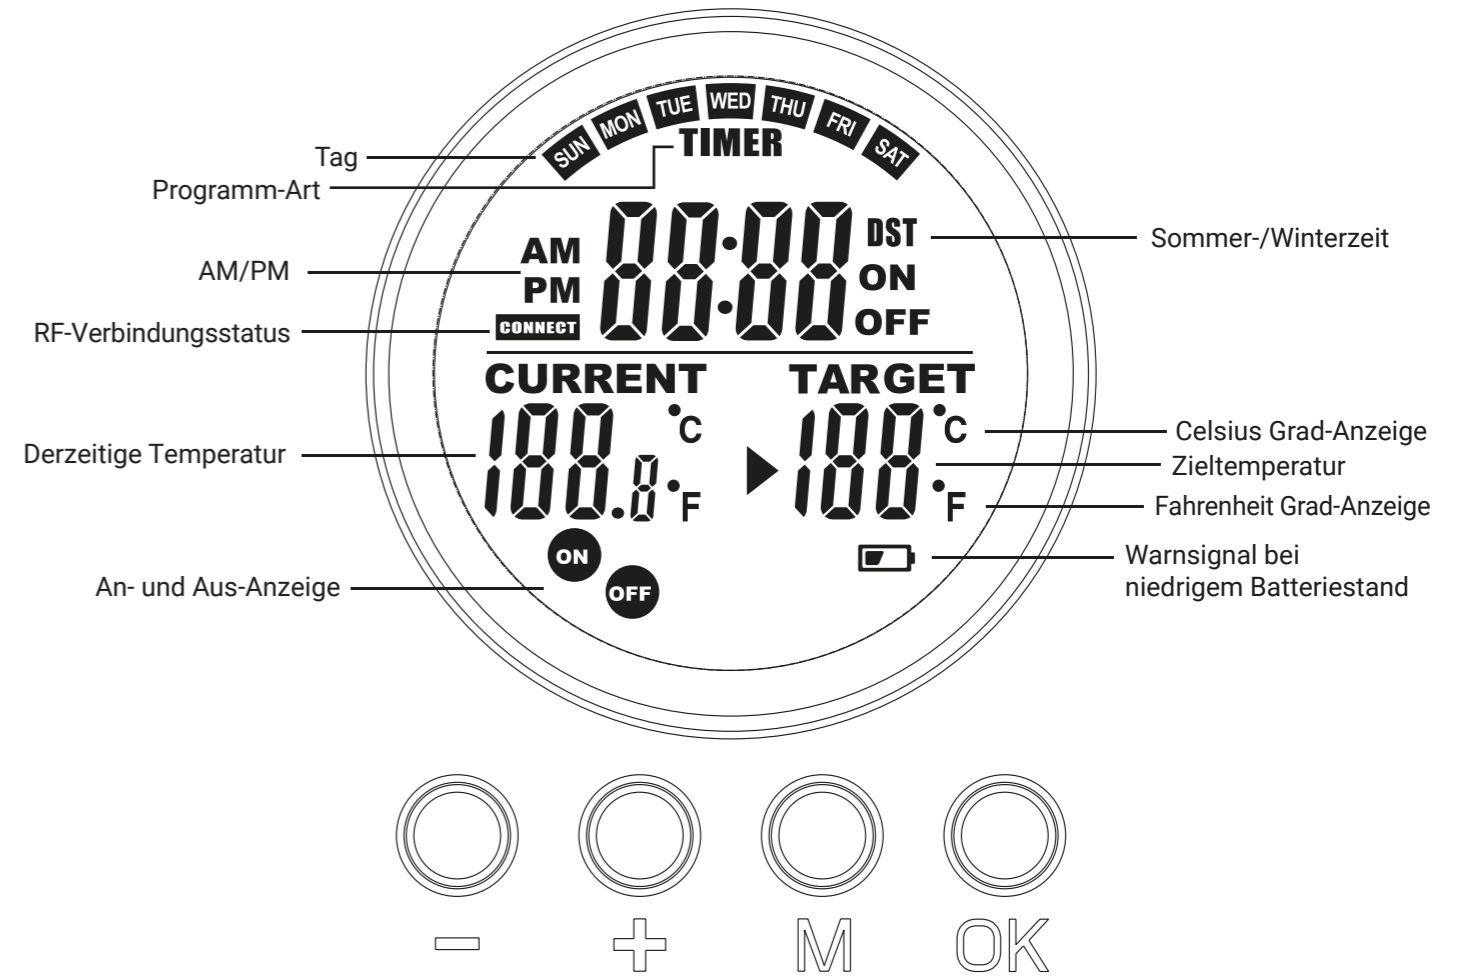 SUN MON TUE WED THU FRI SAT
TIMER
Tag
Programm-Art
AM
PM
88:88
DST
ON
OFF
Sommer-/Winterzeit
AM/PM
RF-Verbindungsstatus
CONNECT
CURRENT
TARGET
188.8
°C
°F
188
°C
°F
Derzeitige Temperatur
Celsius Grad-Anzeige
Zieltemperatur
Fahrenheit Grad-Anzeige
ON
OFF
An- und Aus-Anzeige
Warnsignal bei
niedrigem Batteriestand
- + M OK